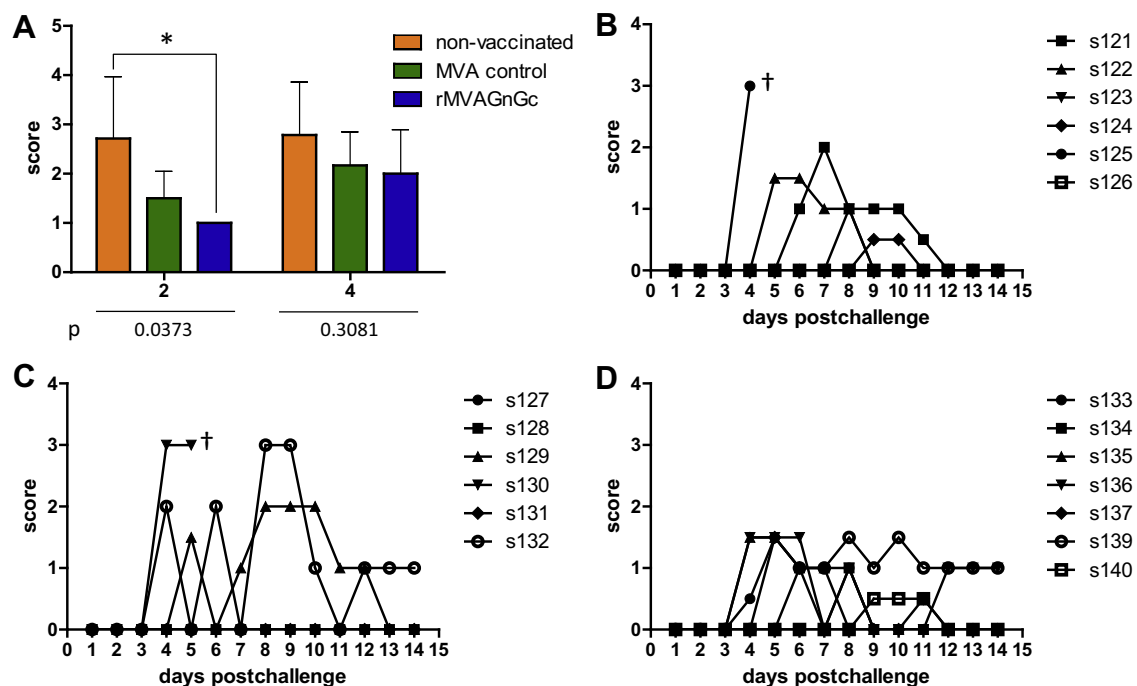 A
score
5
4
3
2
1
0
*
non-vaccinated
MVA control
rMVAGnGc
2 4
p 0.0373 0.3081
B
score
4
3
2
1
0
†
0 1 2 3 4 5 6 7 8 9 10 11 12 13 14 15
days postchallenge
s121
s122
s123
s124
s125
s126
C
score
4
3
2
1
0
†
0 1 2 3 4 5 6 7 8 9 10 11 12 13 14 15
days postchallenge
s127
s128
s129
s130
s131
s132
D
score
4
3
2
1
0
0 1 2 3 4 5 6 7 8 9 10 11 12 13 14 15
days postchallenge
s133
s134
s135
s136
s137
s139
s140